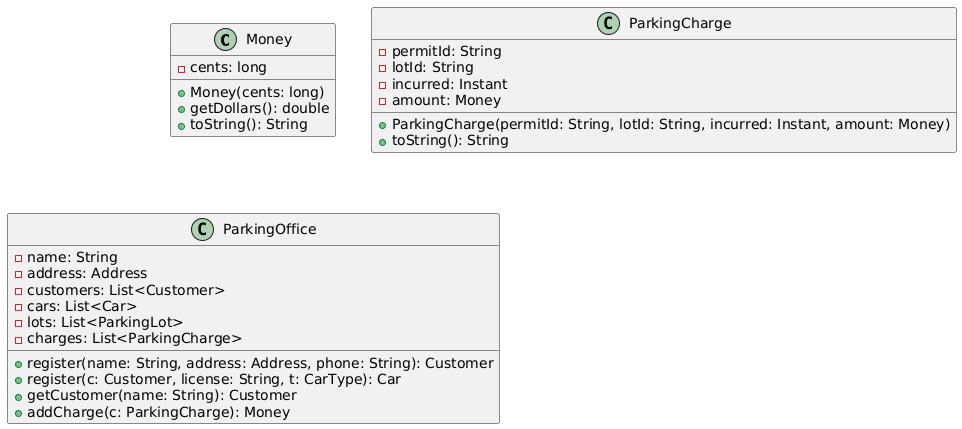 C Money
cents: long
Money(cents: long)
getDollars(): double
toString(): String
C ParkingCharge
permitId: String
lotId: String
incurred: Instant
amount: Money
ParkingCharge(permitId: String, lotId: String, incurred: Instant, amount: Money)
toString(): String
C ParkingOffice
name: String
address: Address
customers: List<Customer>
cars: List<Car>
lots: List<ParkingLot>
charges: List<ParkingCharge>
register(name: String, address: Address, phone: String): Customer
register(c: Customer, license: String, t: CarType): Car
getCustomer(name: String): Customer
addCharge(c: ParkingCharge): Money